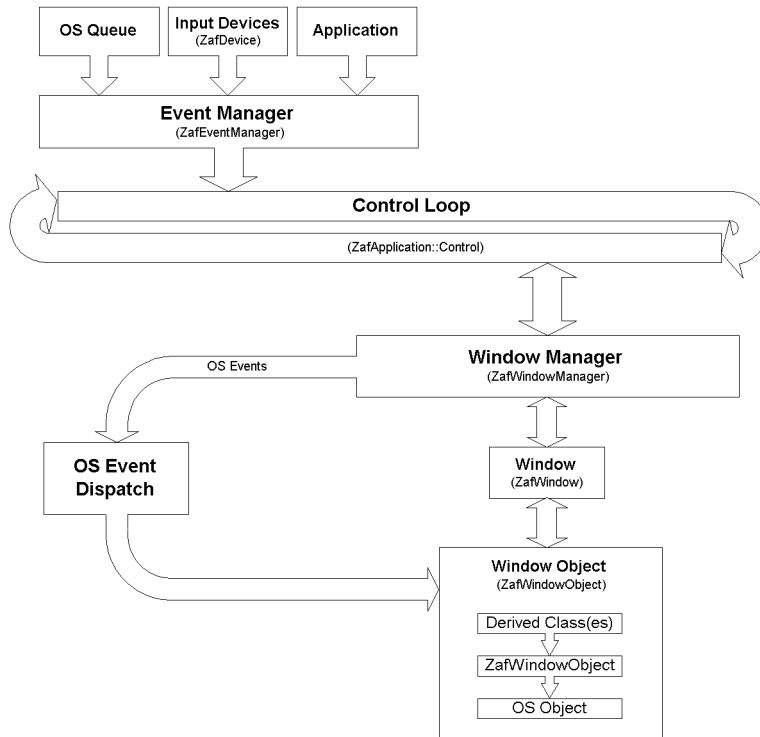 OS Queue
Input Devices
(ZafDevice)
Application
Event Manager
(ZafEventManager)
Control Loop
(ZafApplication::Control)
Window Manager
(ZafWindowManager)
OS Events
OS Event
Dispatch
Window
(ZafWindow)
Window Object
(ZafWindowObject)
Derived Class(es)
ZafWindowObject
OS Object